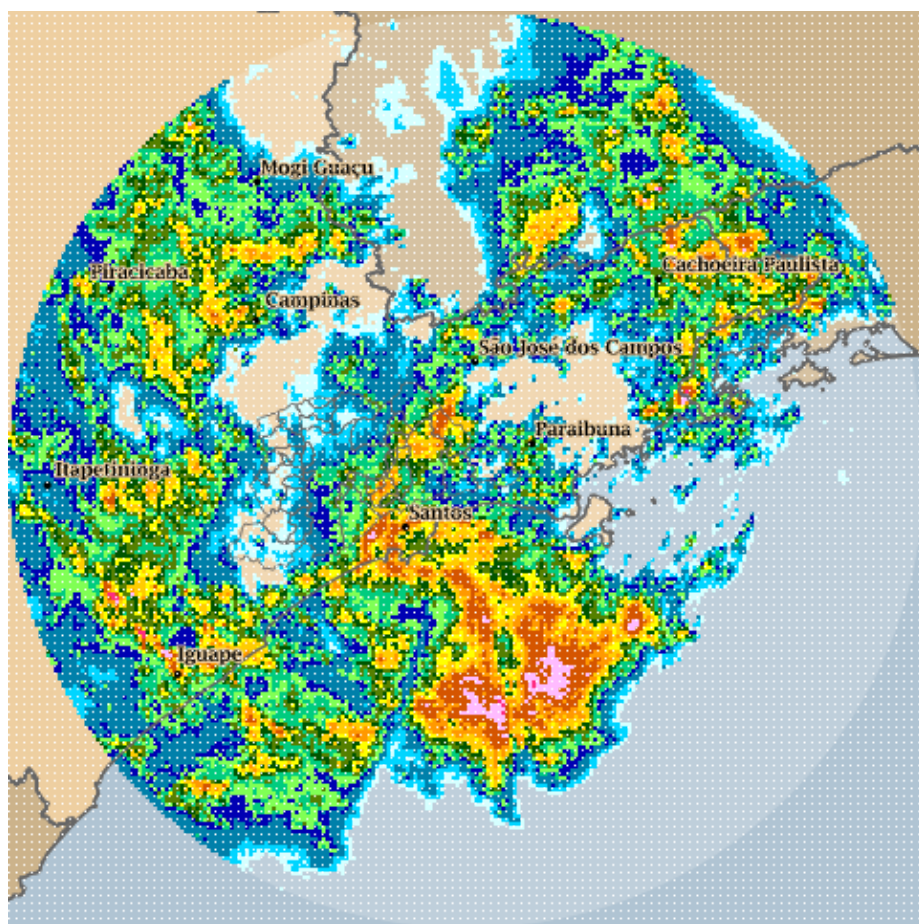 Mogi Guaçu
Piracicaba
Cachoeira Paulista
Campinas
São José dos Campos
Paraibuna
Itapetininga
Santos
Iguape